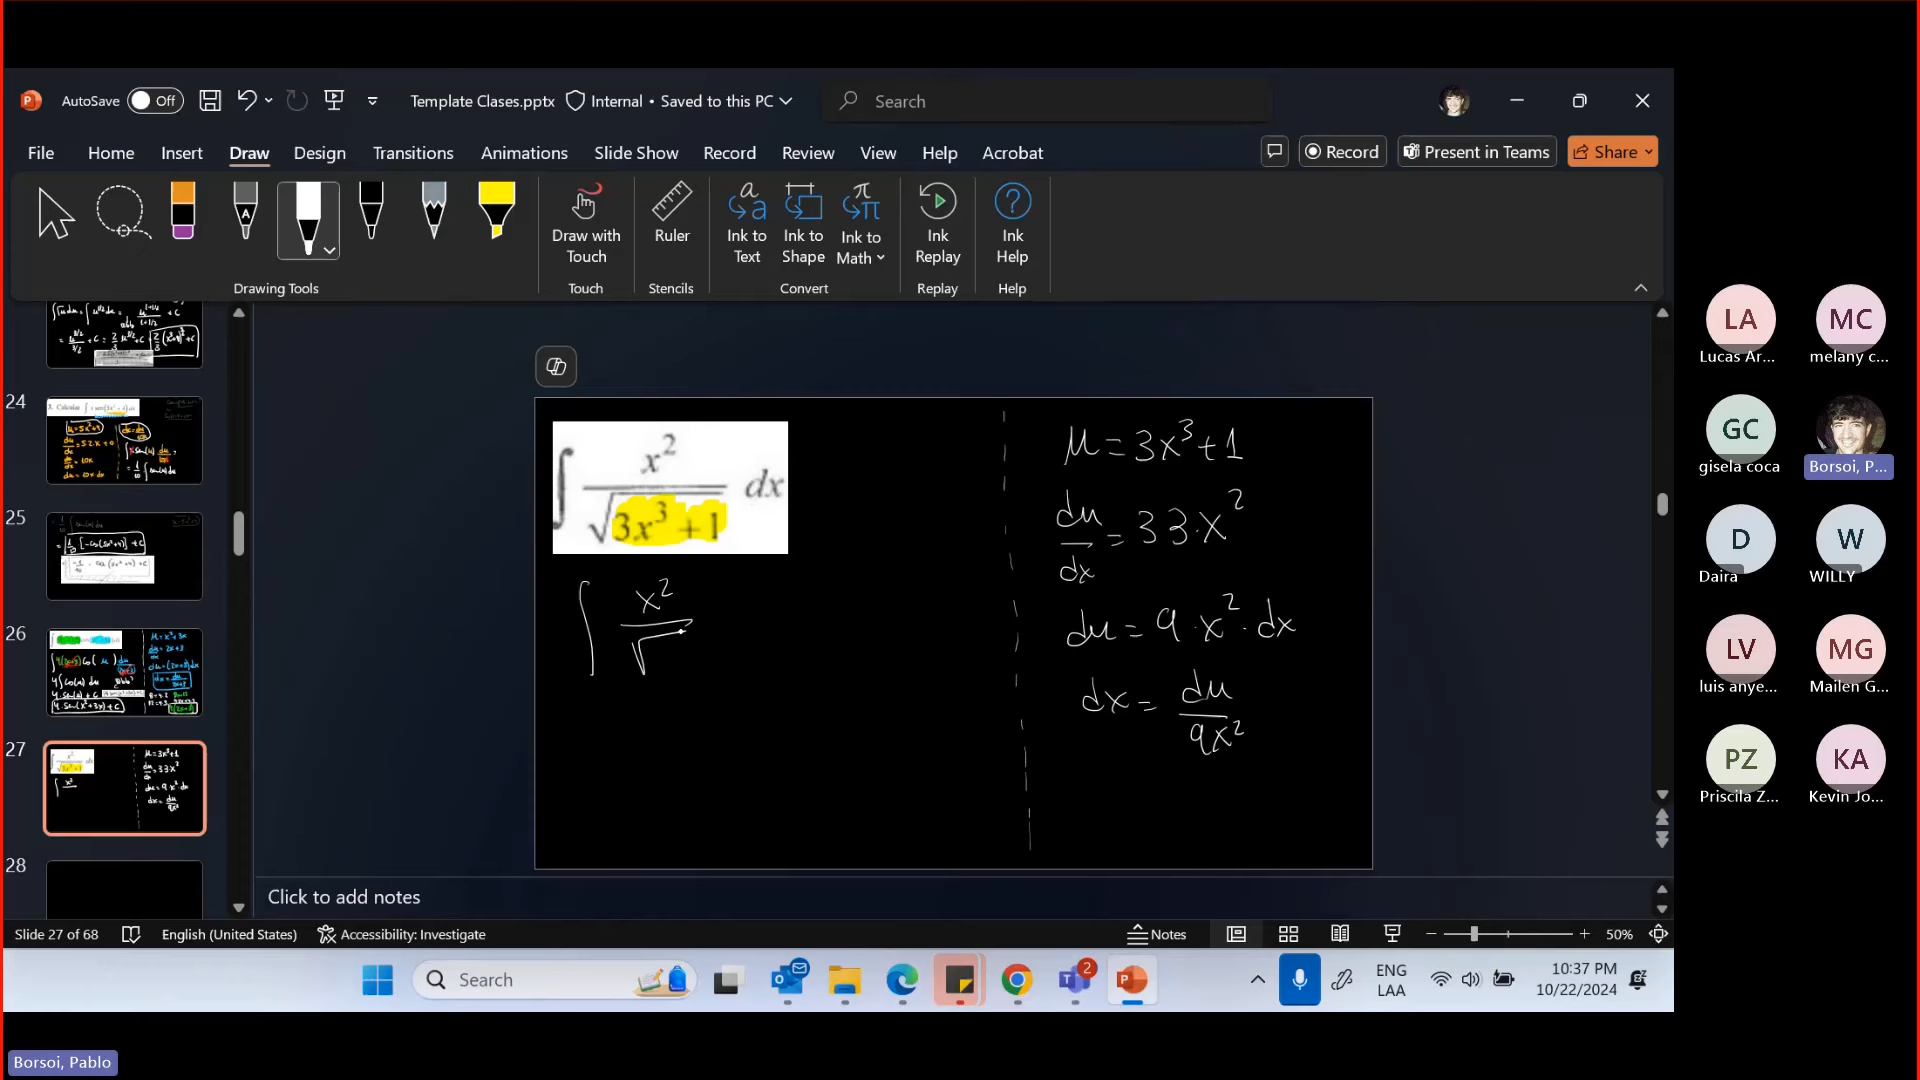 AutoSave Off Template Clases.pptx Internal • Saved to this PC Search
File Home Insert Draw Design Transitions Animations Slide Show Record Review View Help Acrobat Record Present in Teams Share
Draw with Touch
Ruler
Ink to Text
Ink to Shape
Ink to Math
Ink Replay
Ink Help
Drawing Tools Touch Stencils Convert Replay Help
24
25
26
27
28
∫ x² / √(3x³ + 1) dx
∫ x² / √
μ = 3x³ + 1
du/dx = 3 3 · x²
du = 9 · x² · dx
dx = du / 9x²
Click to add notes
Slide 27 of 68 English (United States) Accessibility: Investigate Notes 50%
Search
2
ENG
LAA
10:37 PM
10/22/2024
LA MC
Lucas Ar... melany c...
GC
gisela coca Borsoi, P...
D W
Daira WILLY
LV MG
luis anye... Mailen G...
PZ KA
Priscila Z... Kevin Jo...
Borsoi, Pablo